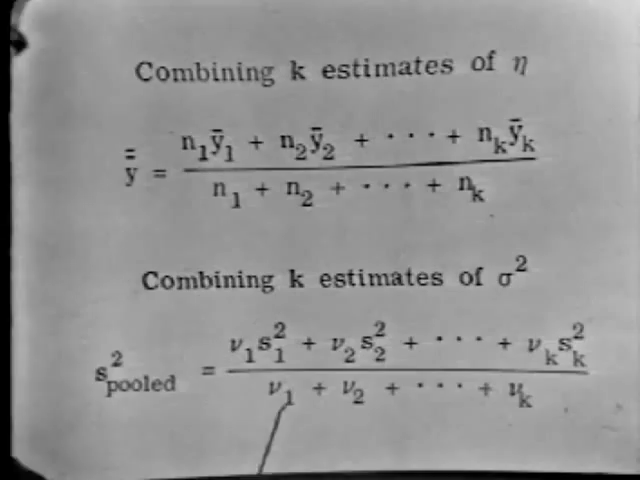 Combining k estimates of η
y̿ = (n₁ȳ₁ + n₂ȳ₂ + · · · + nₖȳₖ) / (n₁ + n₂ + · · · + nₖ)
Combining k estimates of σ²
s²pooled = (ν₁s₁² + ν₂s₂² + · · · + νₖsₖ²) / (ν₁ + ν₂ + · · · + νₖ)